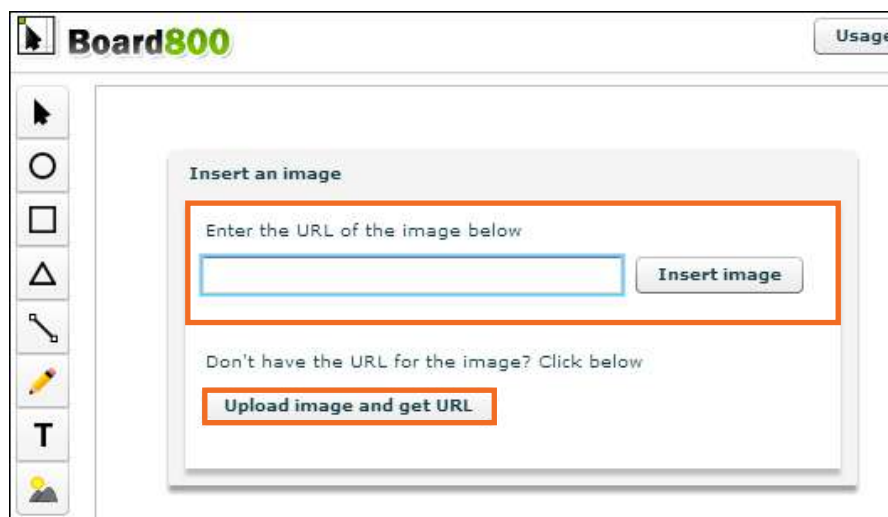 Board800
Usage
Insert an image
Enter the URL of the image below
Insert image
Don't have the URL for the image? Click below
Upload image and get URL
T